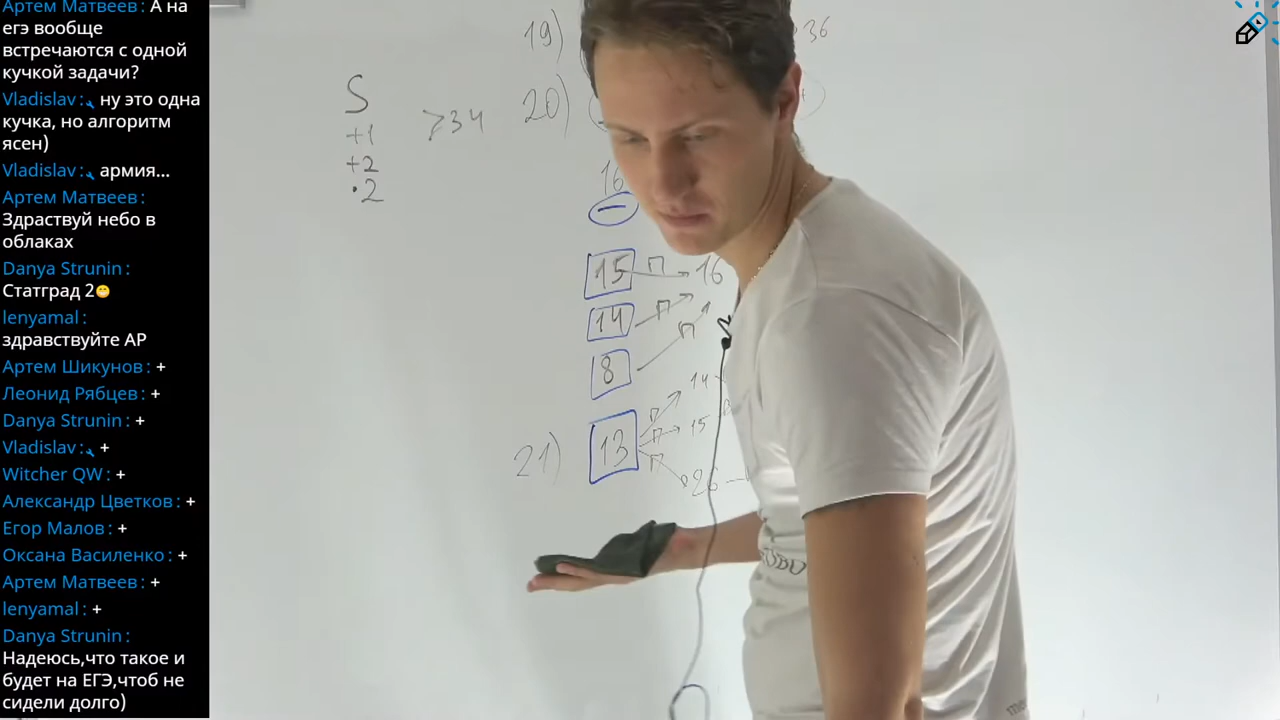 Артем Матвеев: А на
егэ вообще
встречаются с одной
кучкой задачи?
Vladislav: ну это одна
кучка, но алгоритм
ясен)
Vladislav: армия...
Артем Матвеев:
Здраствуй небо в
облаках
Danya Strunin:
Статград 2😁
lenyamal:
здравствуйте АР
Артем Шикунов: +
Леонид Рябцев: +
Danya Strunin: +
Vladislav: +
Witcher QW: +
Александр Цветков: +
Егор Малов: +
Оксана Василенко: +
Артем Матвеев: +
lenyamal: +
Danya Strunin:
Надеюсь,что такое и
будет на ЕГЭ,чтоб не
сидели долго)
S
+1
+2
·2
⩾34
19) 36
20)
16
−
15 П 16
14 П
8 П
21) 13
П 14
П 15
П 26